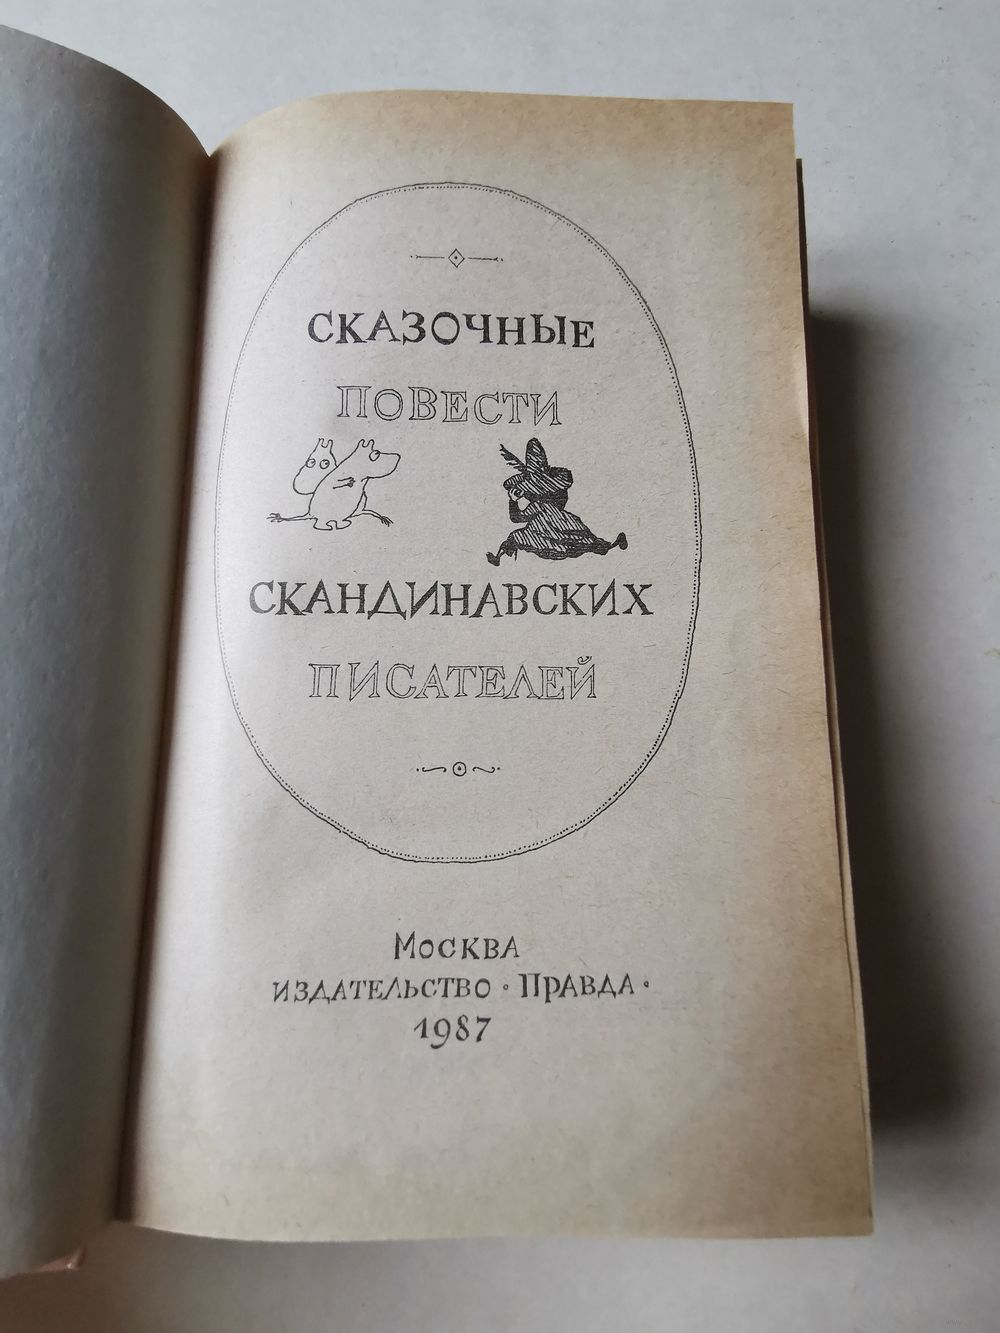 СКАЗОЧНЫЕ
ПОВЕСТИ
СКАНДИНАВСКИХ
ПИСАТЕЛЕЙ
МОСКВА
ИЗДАТЕЛЬСТВО • ПРАВДА •
1987